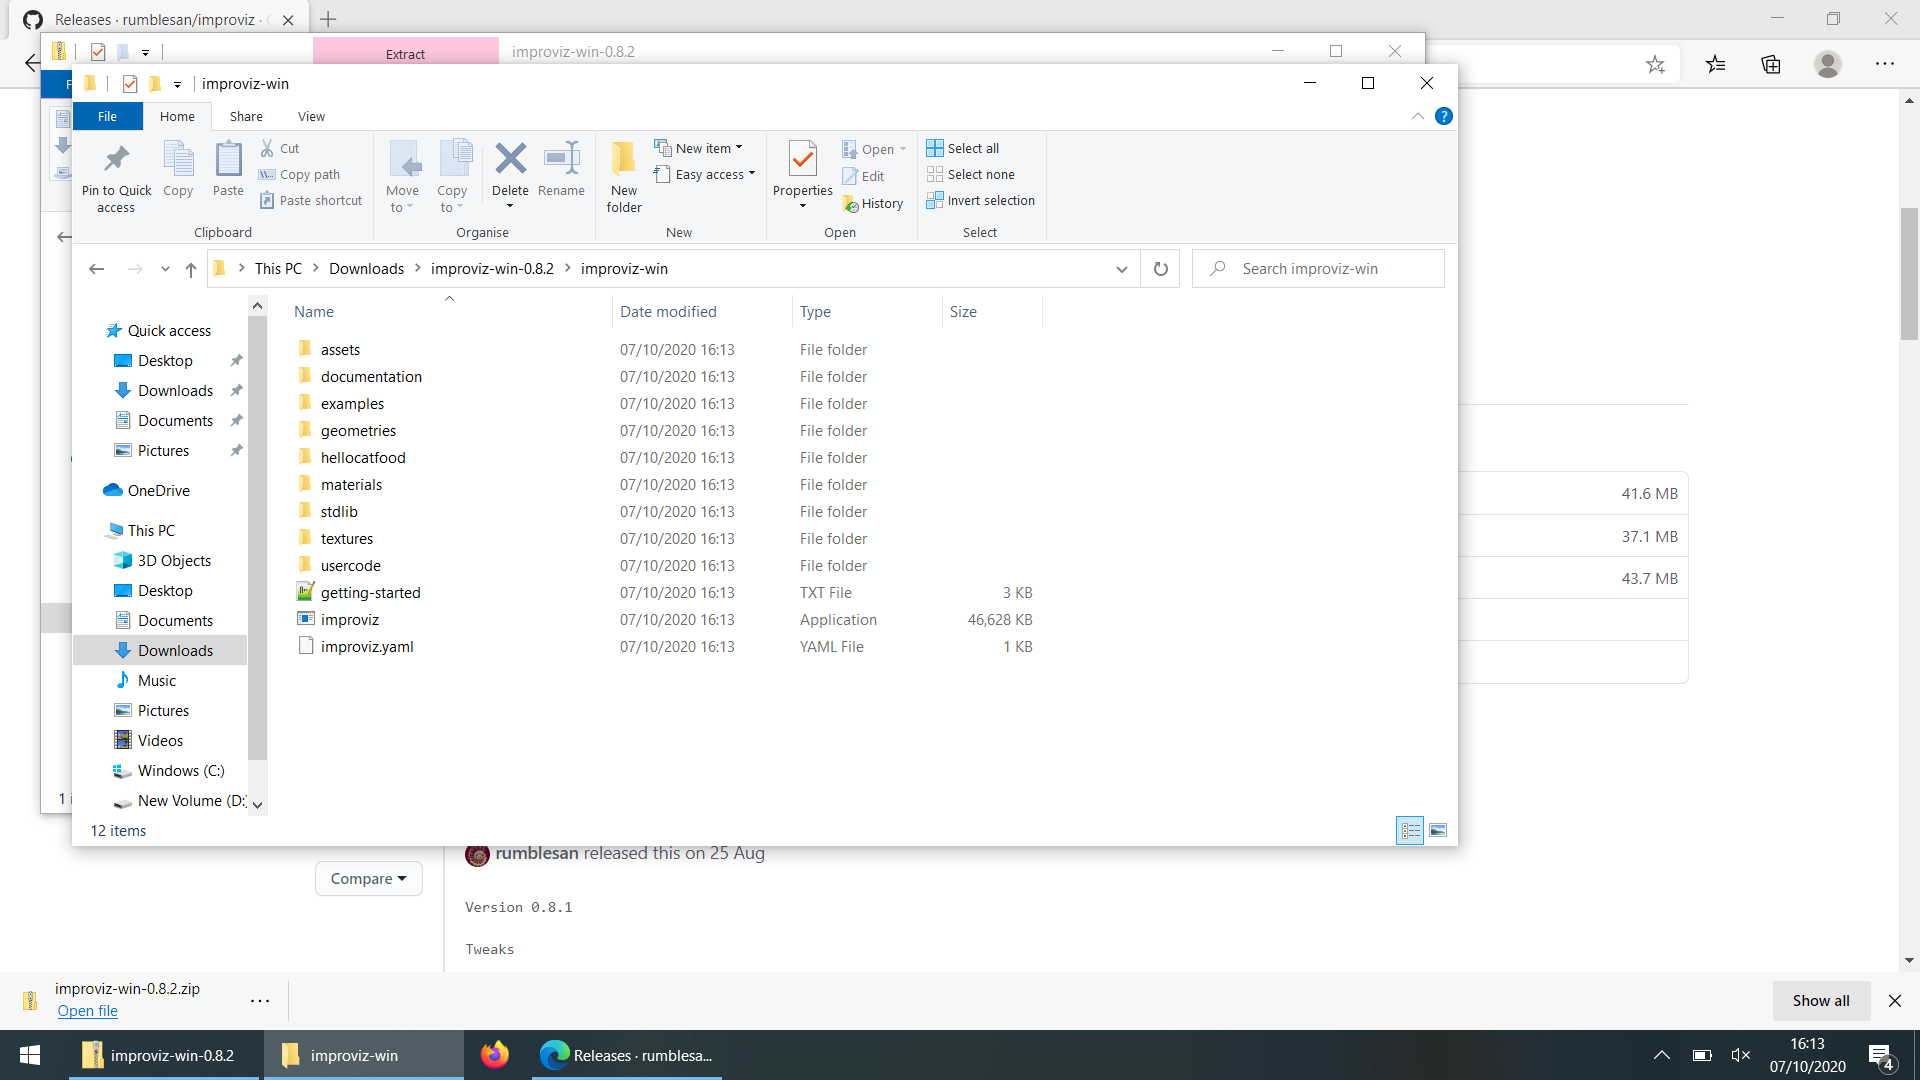 Releases · rumblesan/improviz ·
Extract
improviz-win-0.8.2
improviz-win
File
Home
Share
View
Pin to Quick access
Copy
Paste
Cut
Copy path
Paste shortcut
Clipboard
Move to
Copy to
Delete
Rename
Organise
New folder
New item
Easy access
New
Properties
Open
Edit
History
Open
Select all
Select none
Invert selection
Select
This PC
Downloads
improviz-win-0.8.2
improviz-win
Search improviz-win
Name
Date modified
Type
Size
Quick access
Desktop
Downloads
Documents
Pictures
OneDrive
This PC
3D Objects
Desktop
Documents
Downloads
Music
Pictures
Videos
Windows (C:)
New Volume (D:)
assets 07/10/2020 16:13 File folder
documentation 07/10/2020 16:13 File folder
examples 07/10/2020 16:13 File folder
geometries 07/10/2020 16:13 File folder
hellocatfood 07/10/2020 16:13 File folder
materials 07/10/2020 16:13 File folder
stdlib 07/10/2020 16:13 File folder
textures 07/10/2020 16:13 File folder
usercode 07/10/2020 16:13 File folder
getting-started 07/10/2020 16:13 TXT File 3 KB
improviz 07/10/2020 16:13 Application 46,628 KB
improviz.yaml 07/10/2020 16:13 YAML File 1 KB
41.6 MB
37.1 MB
43.7 MB
12 items
rumblesan released this on 25 Aug
Compare
Version 0.8.1
Tweaks
improviz-win-0.8.2.zip
Open file
Show all
improviz-win-0.8.2
improviz-win
Releases · rumblesa...
16:13
07/10/2020
4